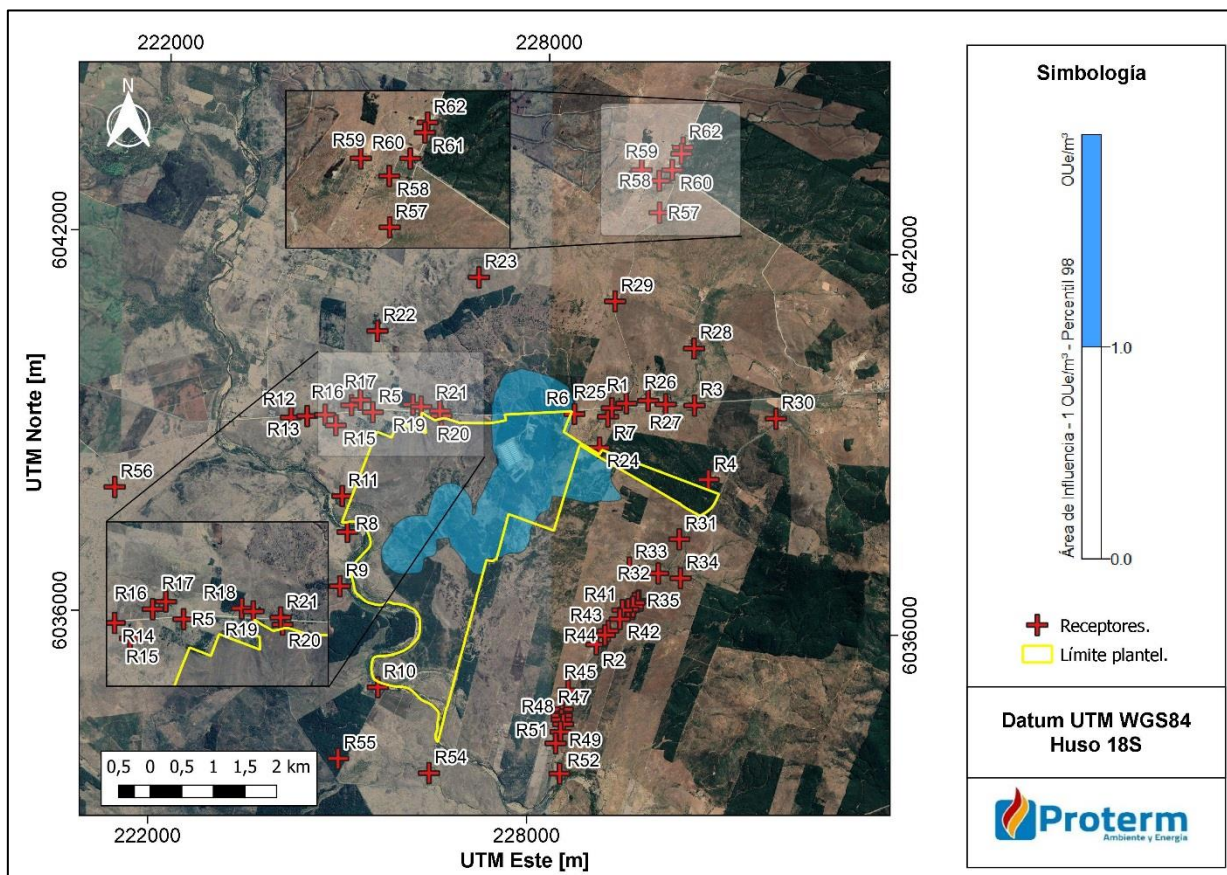 222000
228000
N
R62
R59
R60
R61
R58
R57
R62
R59
R58
R60
R57
6042000
6042000
R23
R29
R22
R28
R17
R16
R12
R5
R21
R6
R25
R1
R26
R3
R30
R13
R15
R19
R20
R7
R27
R24
R56
R4
R11
R8
R31
R9
R33
R32
R34
R16
R17
R18
R21
R5
R14
R19
R20
R15
R41
R35
R43
R42
R44
R2
6036000
6036000
R10
R45
R48
R47
R51
R49
R55
R54
R52
0,5 0 0,5 1 1,5 2 km
222000
228000
UTM Este [m]
UTM Norte [m]
Simbología
OUe/m³
Área de Influencia - 1 OUe/m³ - Percentil 98
1.0
0.0
Receptores.
Límite plantel.
Datum UTM WGS84
Huso 18S
Proterm
Ambiente y Energía